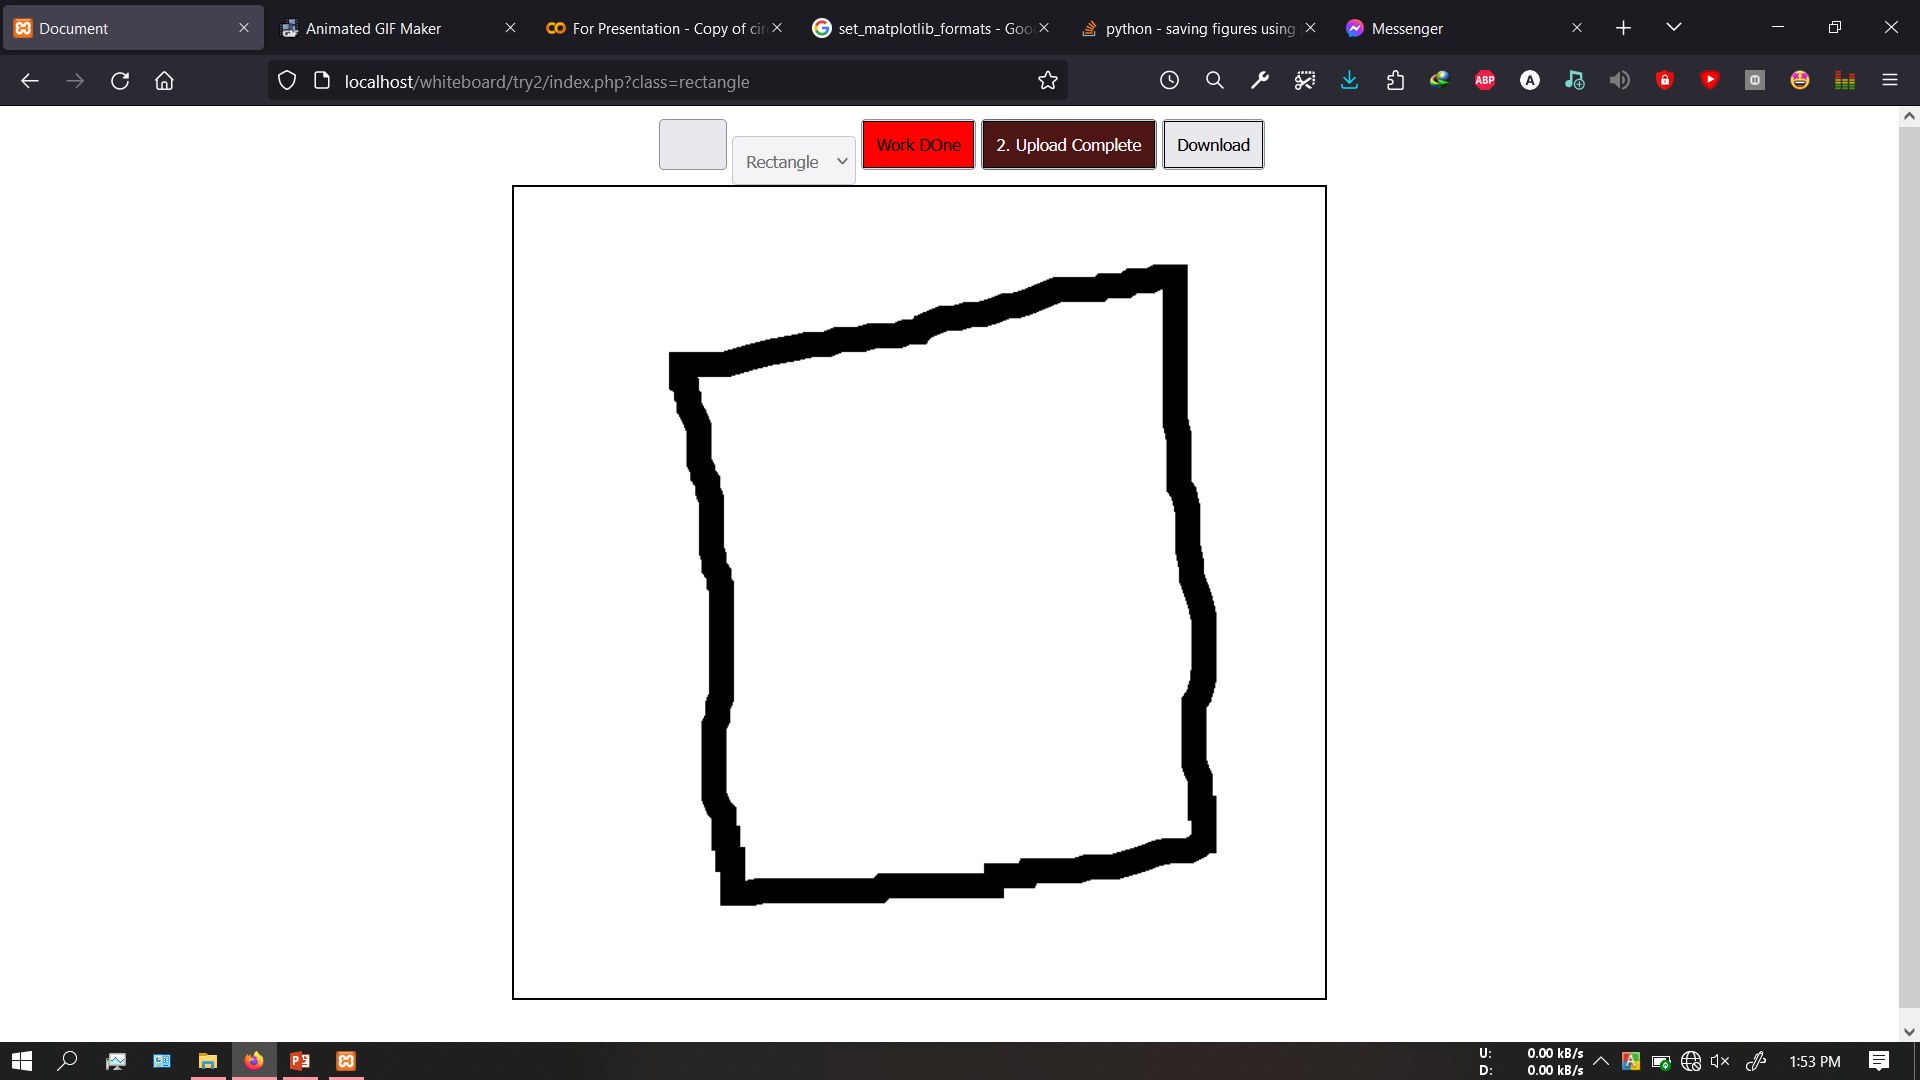 Document
Animated GIF Maker
For Presentation - Copy of cir
set_matplotlib_formats - Goo
python - saving figures using
Messenger
localhost/whiteboard/try2/index.php?class=rectangle
ABP
A
Rectangle
Work DOne
2. Upload Complete
Download
U: 0.00 kB/s
D: 0.00 kB/s
A
1:53 PM